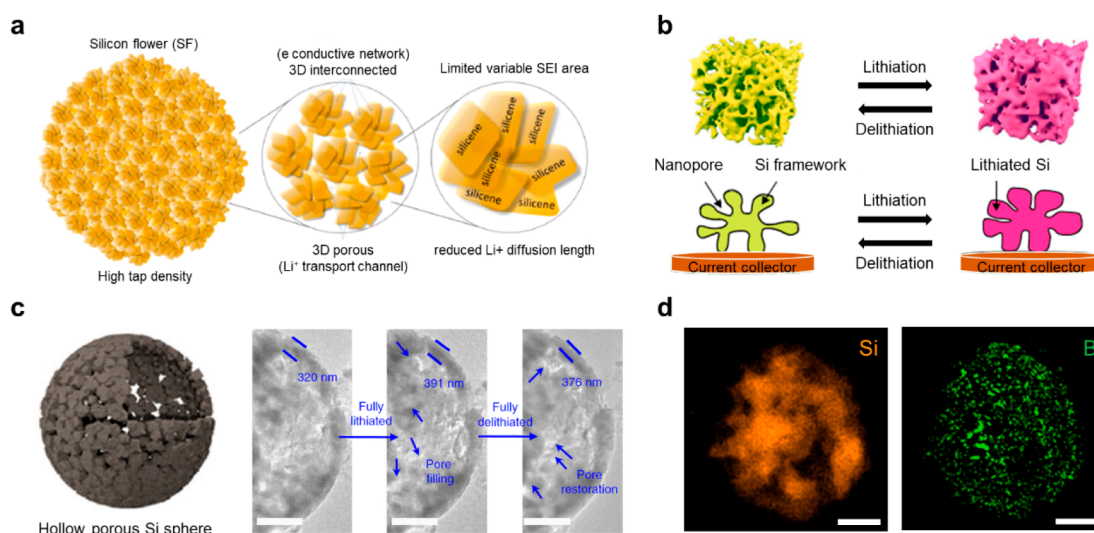 a
Silicon flower (SF)
High tap density
(e conductive network)
3D interconnected
3D porous
(Li⁺ transport channel)
Limited variable SEI area
silicene
silicene
silicene
silicene
silicene
silicene
reduced Li+ diffusion length
b
Lithiation
Delithiation
Nanopore
Si framework
Lithiated Si
Lithiation
Delithiation
Current collector
Current collector
c
Hollow porous Si sphere
320 nm
Fully
lithiated
391 nm
Pore
filling
Fully
delithiated
376 nm
Pore
restoration
d
Si
B